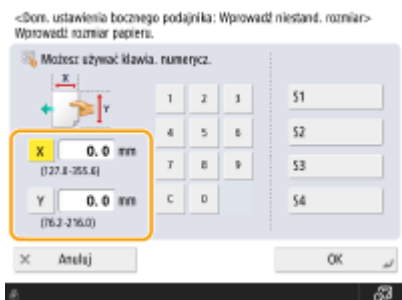 <Dom. ustawienia bocznego podajnika: Wprowadź niestand. rozmiar>
Wprowadź rozmiar papieru.
Możesz używać klawia. numerycz.
X
Y
1 2 3
4 5 6
7 8 9
C 0
X 0. 0 mm
(127.8-355.6)
Y 0. 0 mm
(76.2-216.0)
S1
S2
S3
S4
× Anuluj
OK